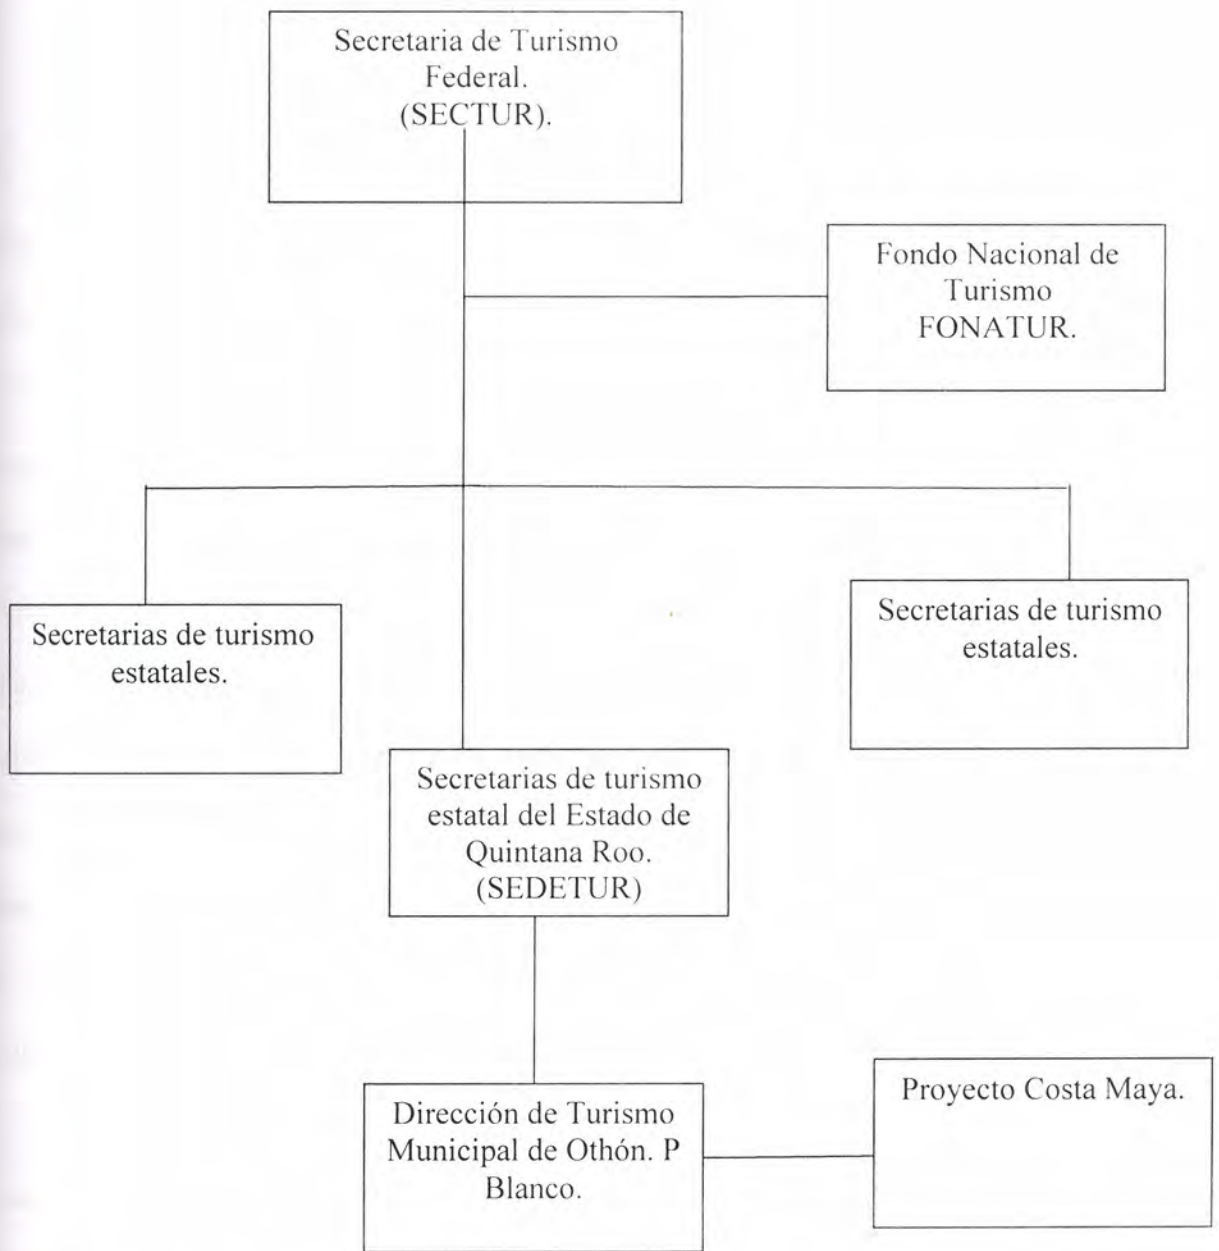 Secretaria de Turismo
Federal.
(SECTUR).
Fondo Nacional de
Turismo
FONATUR.
Secretarias de turismo
estatales.
Secretarias de turismo
estatales.
Secretarias de turismo
estatal del Estado de
Quintana Roo.
(SEDETUR)
Dirección de Turismo
Municipal de Othón. P
Blanco.
Proyecto Costa Maya.